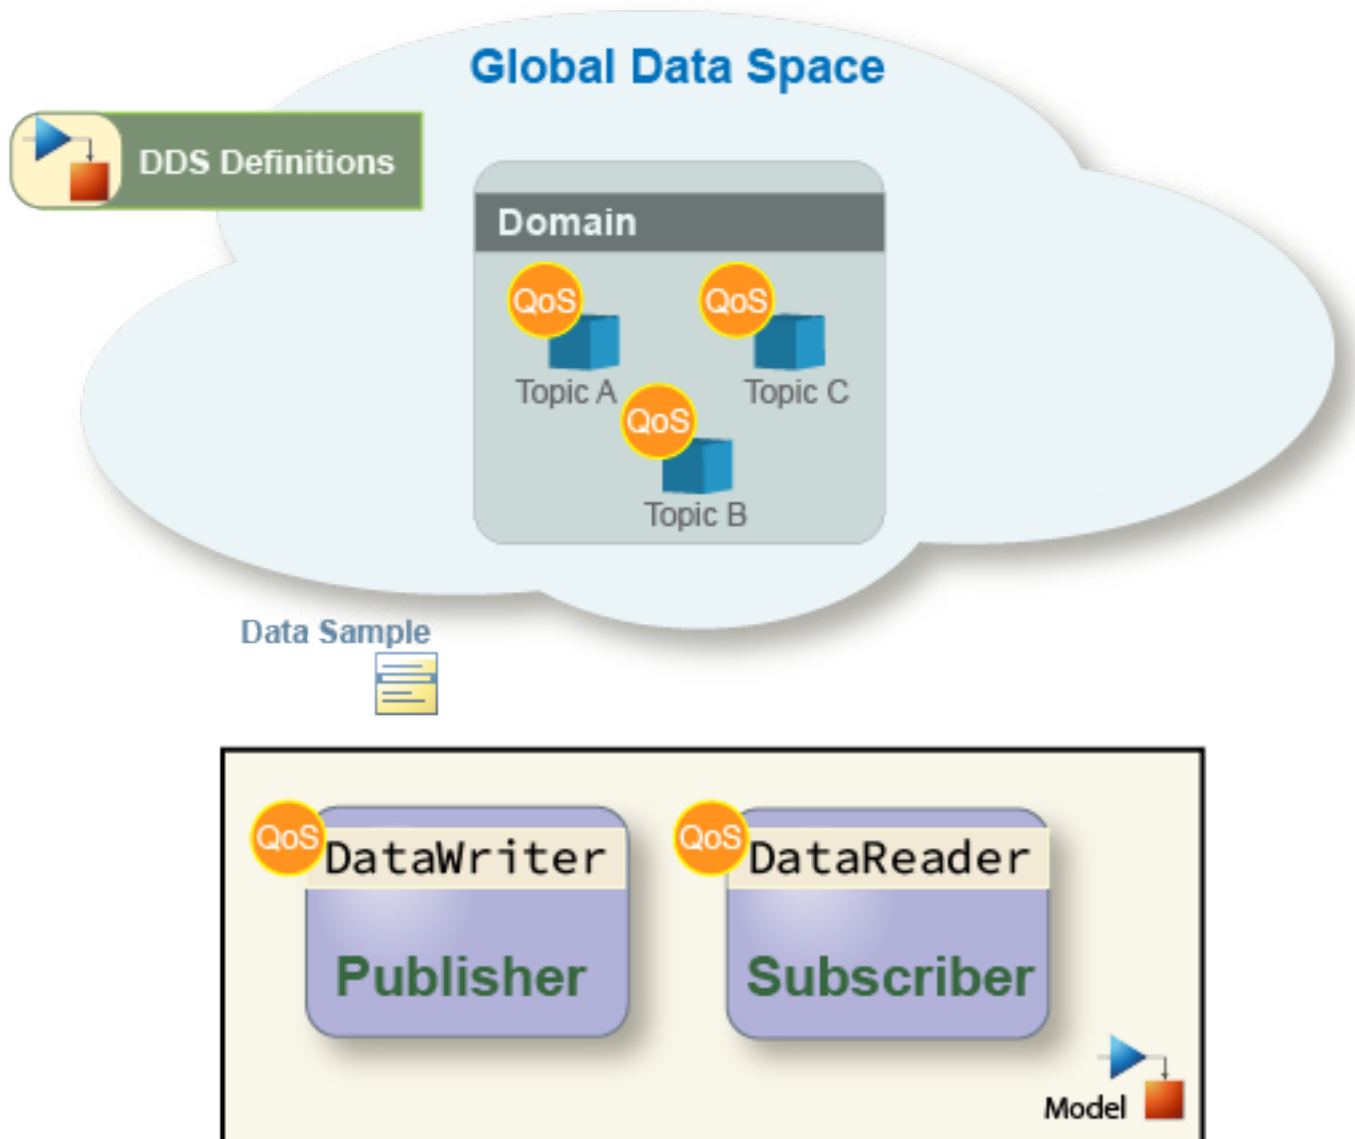 Global Data Space
DDS Definitions
Domain
QoS
QoS
Topic A
Topic C
QoS
Topic B
Data Sample
QoS
DataWriter
Publisher
QoS
DataReader
Subscriber
Model